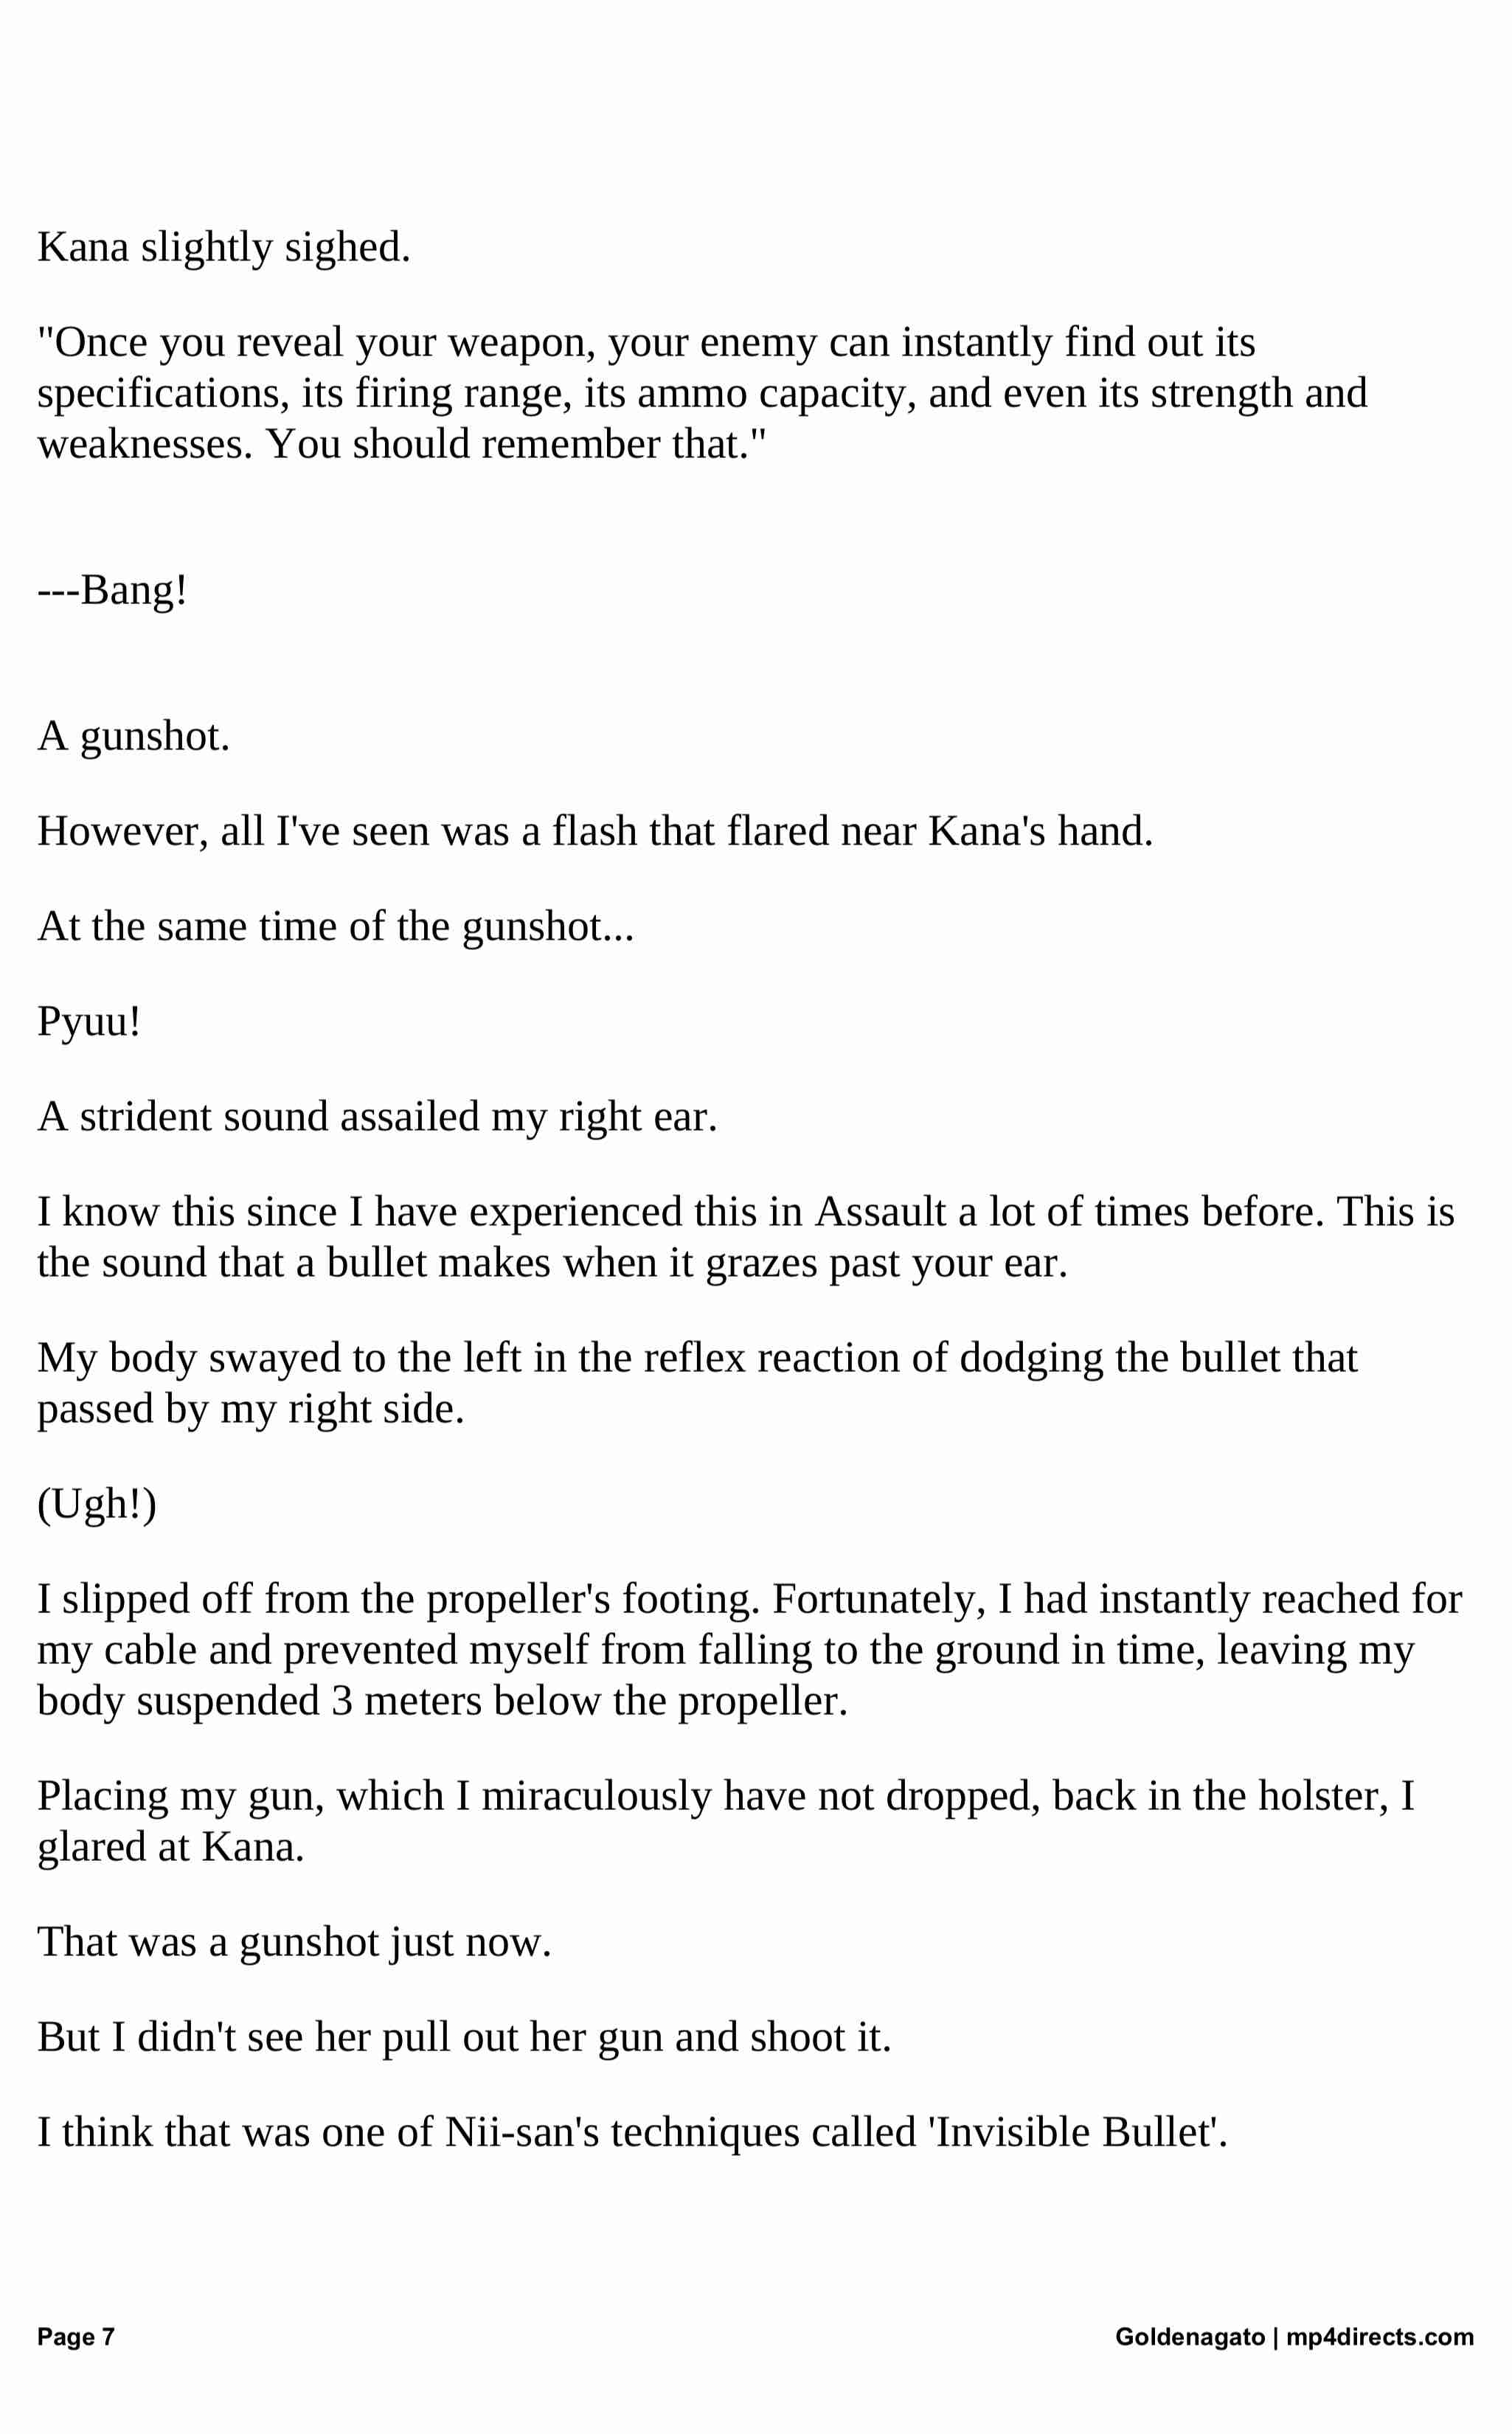 Kana slightly sighed.
"Once you reveal your weapon, your enemy can instantly find out its
specifications, its firing range, its ammo capacity, and even its strength and
weaknesses. You should remember that."
---Bang!
A gunshot.
However, all I've seen was a flash that flared near Kana's hand.
At the same time of the gunshot...
Pyuu!
A strident sound assailed my right ear.
I know this since I have experienced this in Assault a lot of times before. This is
the sound that a bullet makes when it grazes past your ear.
My body swayed to the left in the reflex reaction of dodging the bullet that
passed by my right side.
(Ugh!)
I slipped off from the propeller's footing. Fortunately, I had instantly reached for
my cable and prevented myself from falling to the ground in time, leaving my
body suspended 3 meters below the propeller.
Placing my gun, which I miraculously have not dropped, back in the holster, I
glared at Kana.
That was a gunshot just now.
But I didn't see her pull out her gun and shoot it.
I think that was one of Nii-san's techniques called 'Invisible Bullet'.
Page 7
Goldenagato | mp4directs.com